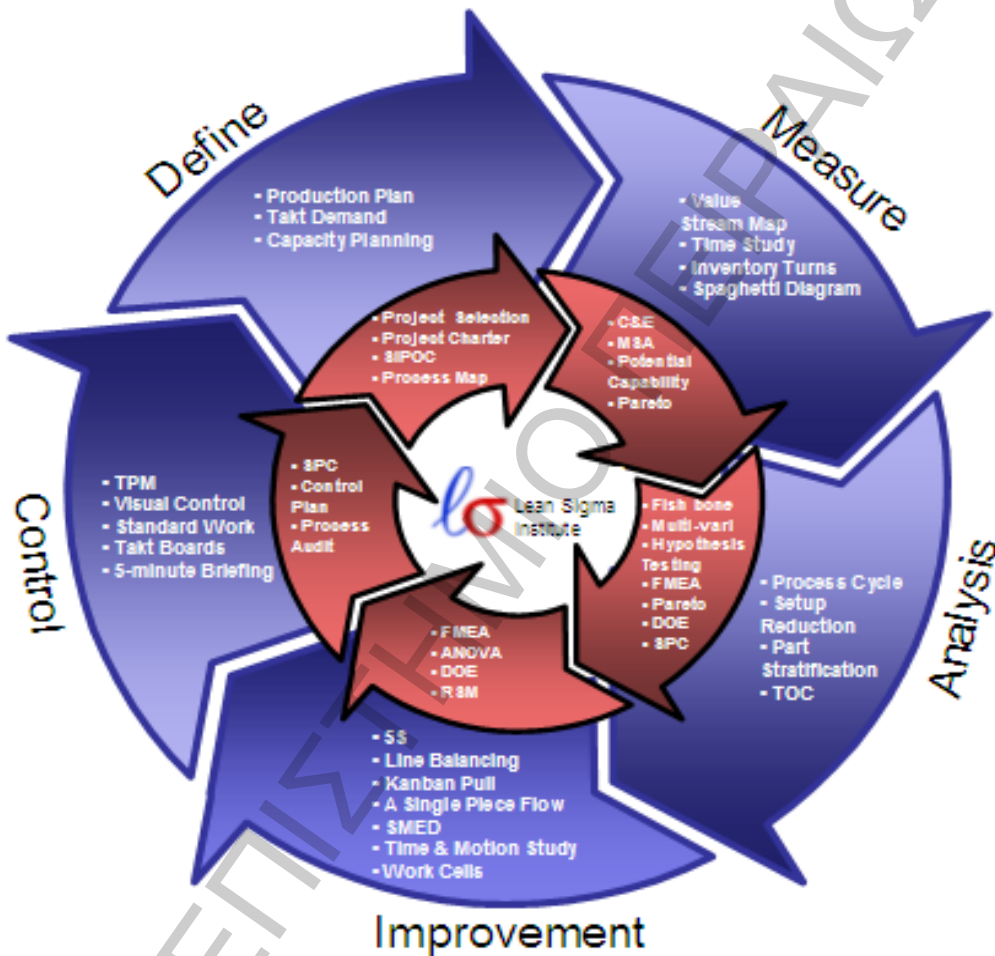 Define
- Production Plan
- Takt Demand
- Capacity Planning
Measure
- Value
Stream Map
- Time Study
- Inventory Turns
- Spaghetti Diagram
- Project Selection
- Project Charter
- SIPOC
- Process Map
- C&E
- MSA
- Potential
Capability
- Pareto
Control
- TPM
- Visual Control
- Standard Work
- Takt Boards
- 5-minute Briefing
- SPC
- Control
Plan
- Process
Audit
ℓσ Lean Sigma
Institute
- Fish bone
- Multi-vari
- Hypothesis
Testing
- FMEA
- Pareto
- DOE
- SPC
Analysis
- Process Cycle
- Setup
Reduction
- Part
Stratification
- TOC
- FMEA
- ANOVA
- DOE
- RSM
- 5S
- Line Balancing
- Kanban Pull
- A Single Piece Flow
- SMED
- Time & Motion Study
- Work Cells
Improvement